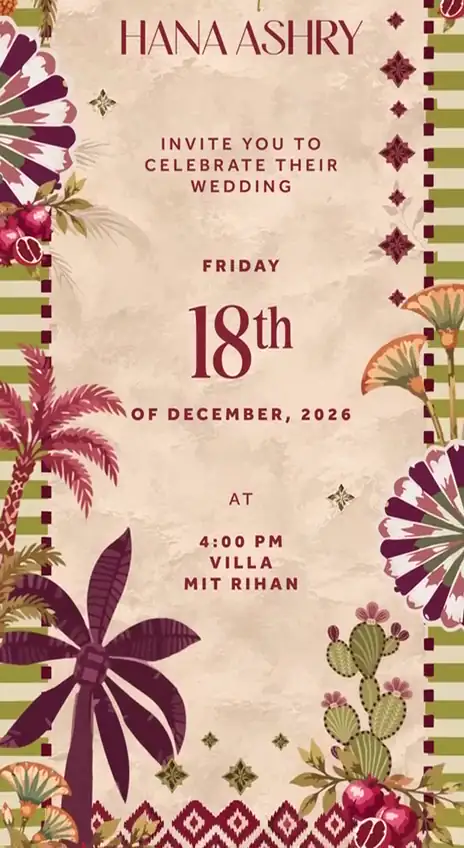 HANA ASHRY
INVITE YOU TO
CELEBRATE THEIR
WEDDING
FRIDAY
18th
OF DECEMBER, 2026
AT
4:00 PM
VILLA
MIT RIHAN